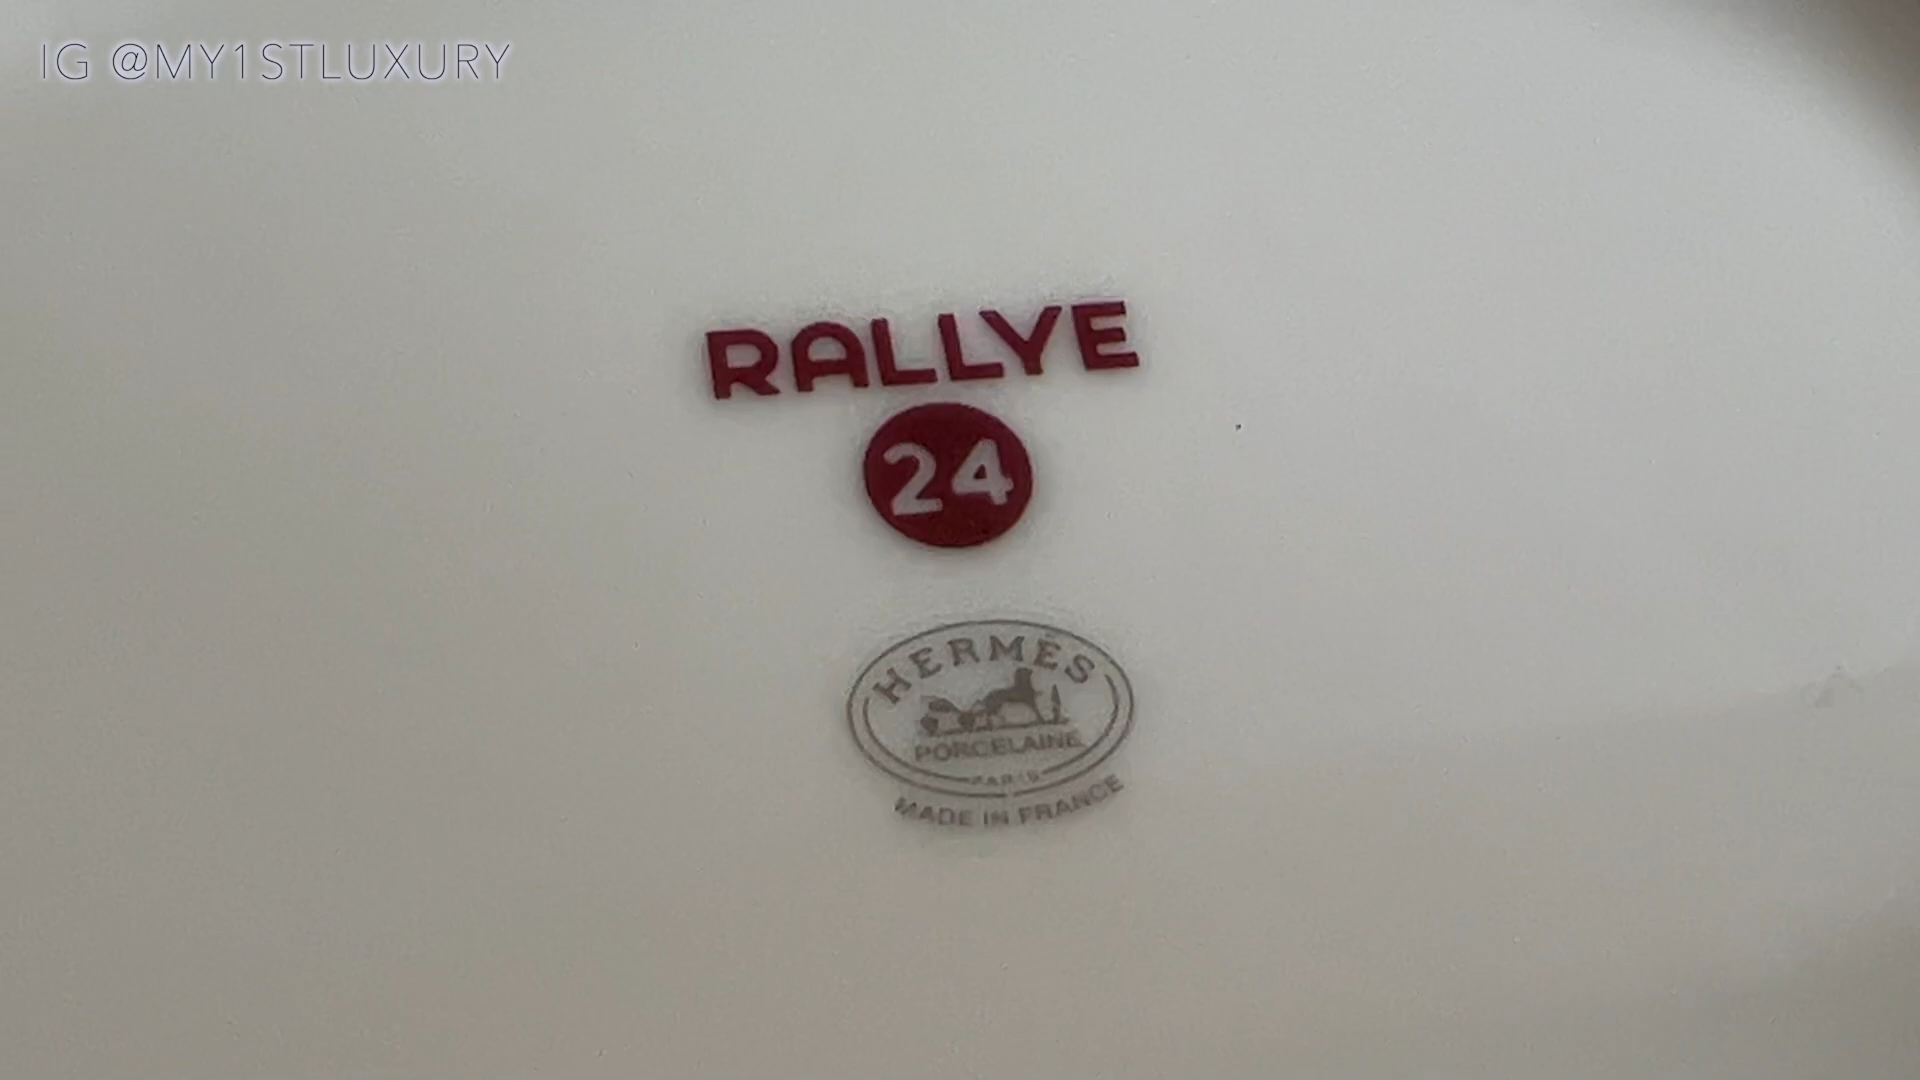 IG @MY1STLUXURY
RALLYE
24
HERMÈS
PORCELAINE
PARIS
MADE IN FRANCE